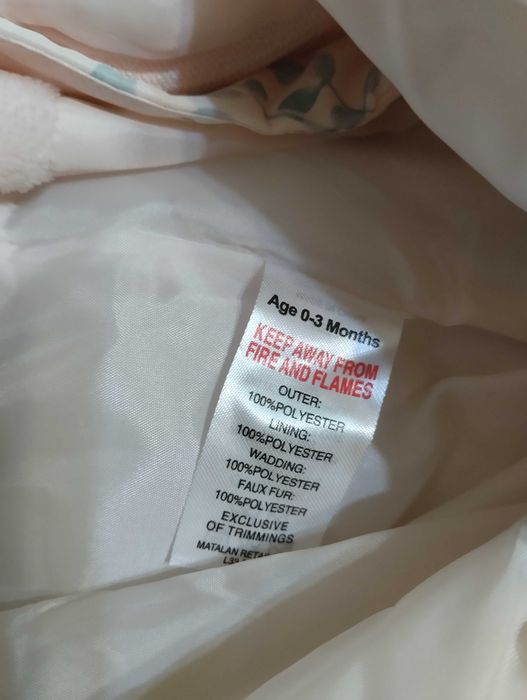 Age 0-3 Months
KEEP AWAY FROM
FIRE AND FLAMES
OUTER:
100%POLYESTER
LINING:
100%POLYESTER
WADDING:
100%POLYESTER
FAUX FUR:
100%POLYESTER
EXCLUSIVE
OF TRIMMINGS
MATALAN RETAIL